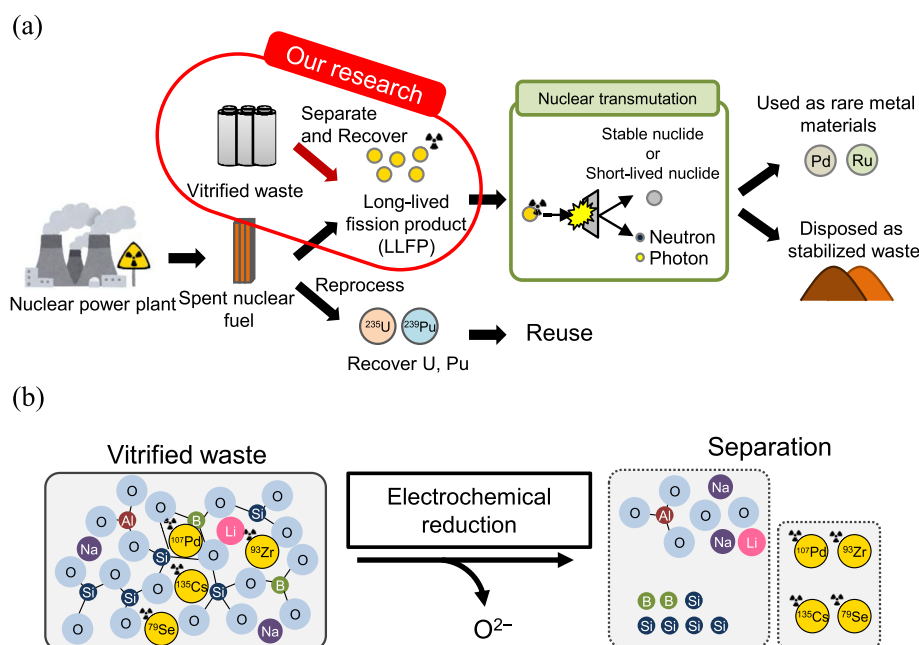 (a)
Our research
Separate
and Recover
Vitrified waste
Long-lived
fission product
(LLFP)
Nuclear power plant
Spent nuclear
fuel
Reprocess
²³⁵U
²³⁹Pu
Recover U, Pu
Reuse
Nuclear transmutation
Stable nuclide
or
Short-lived nuclide
Neutron
Photon
Used as rare metal
materials
Pd
Ru
Disposed as
stabilized waste
(b)
Vitrified waste
O
O
O
O
Si
O
Al
B
Li
O
O
Na
¹⁰⁷Pd
⁹³Zr
O
Si
O
O
O
Si
Si
O
¹³⁵Cs
Si
B
O
O
O
O
⁷⁹Se
O
O
Na
O
Electrochemical
reduction
O²⁻
Separation
O
Na
O
Al
O
O
O
Na
Li
B
B
Si
Si
Si
Si
Si
¹⁰⁷Pd
⁹³Zr
¹³⁵Cs
⁷⁹Se